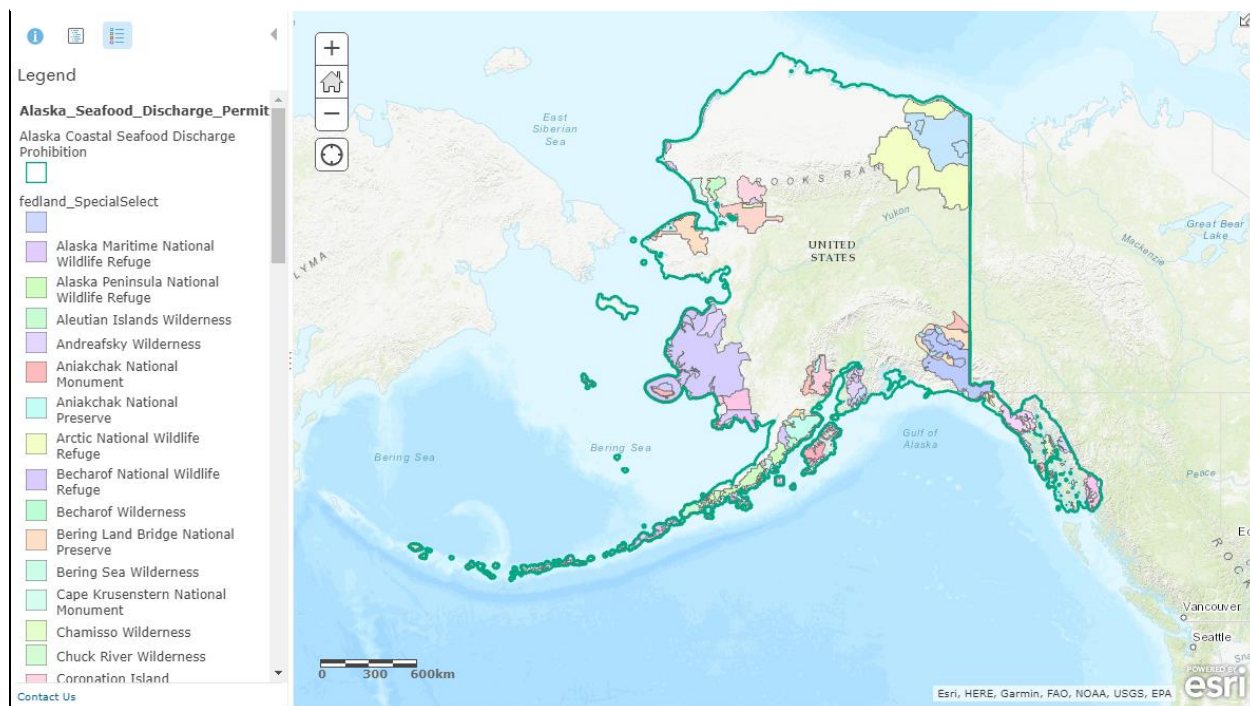 Legend
Alaska_Seafood_Discharge_Permit
Alaska Coastal Seafood Discharge
Prohibition
fedland_SpecialSelect
Alaska Maritime National
Wildlife Refuge
Alaska Peninsula National
Wildlife Refuge
Aleutian Islands Wilderness
Andreafsky Wilderness
Aniakchak National
Monument
Aniakchak National
Preserve
Arctic National Wildlife
Refuge
Becharof National Wildlife
Refuge
Becharof Wilderness
Bering Land Bridge National
Preserve
Bering Sea Wilderness
Cape Krusenstern National
Monument
Chamisso Wilderness
Chuck River Wilderness
Coronation Island
Contact Us
+
−
East
Siberian
Sea
LYMA
BROOKS RAN
Yukon
UNITED
STATES
Great Bear
Lake
Mackenzie
Bering Sea
Bering Sea
Gulf of
Alaska
Peace
Ed
ROCK
Vancouver
Seattle
0 300 600km
Esri, HERE, Garmin, FAO, NOAA, USGS, EPA
POWERED BY
esri